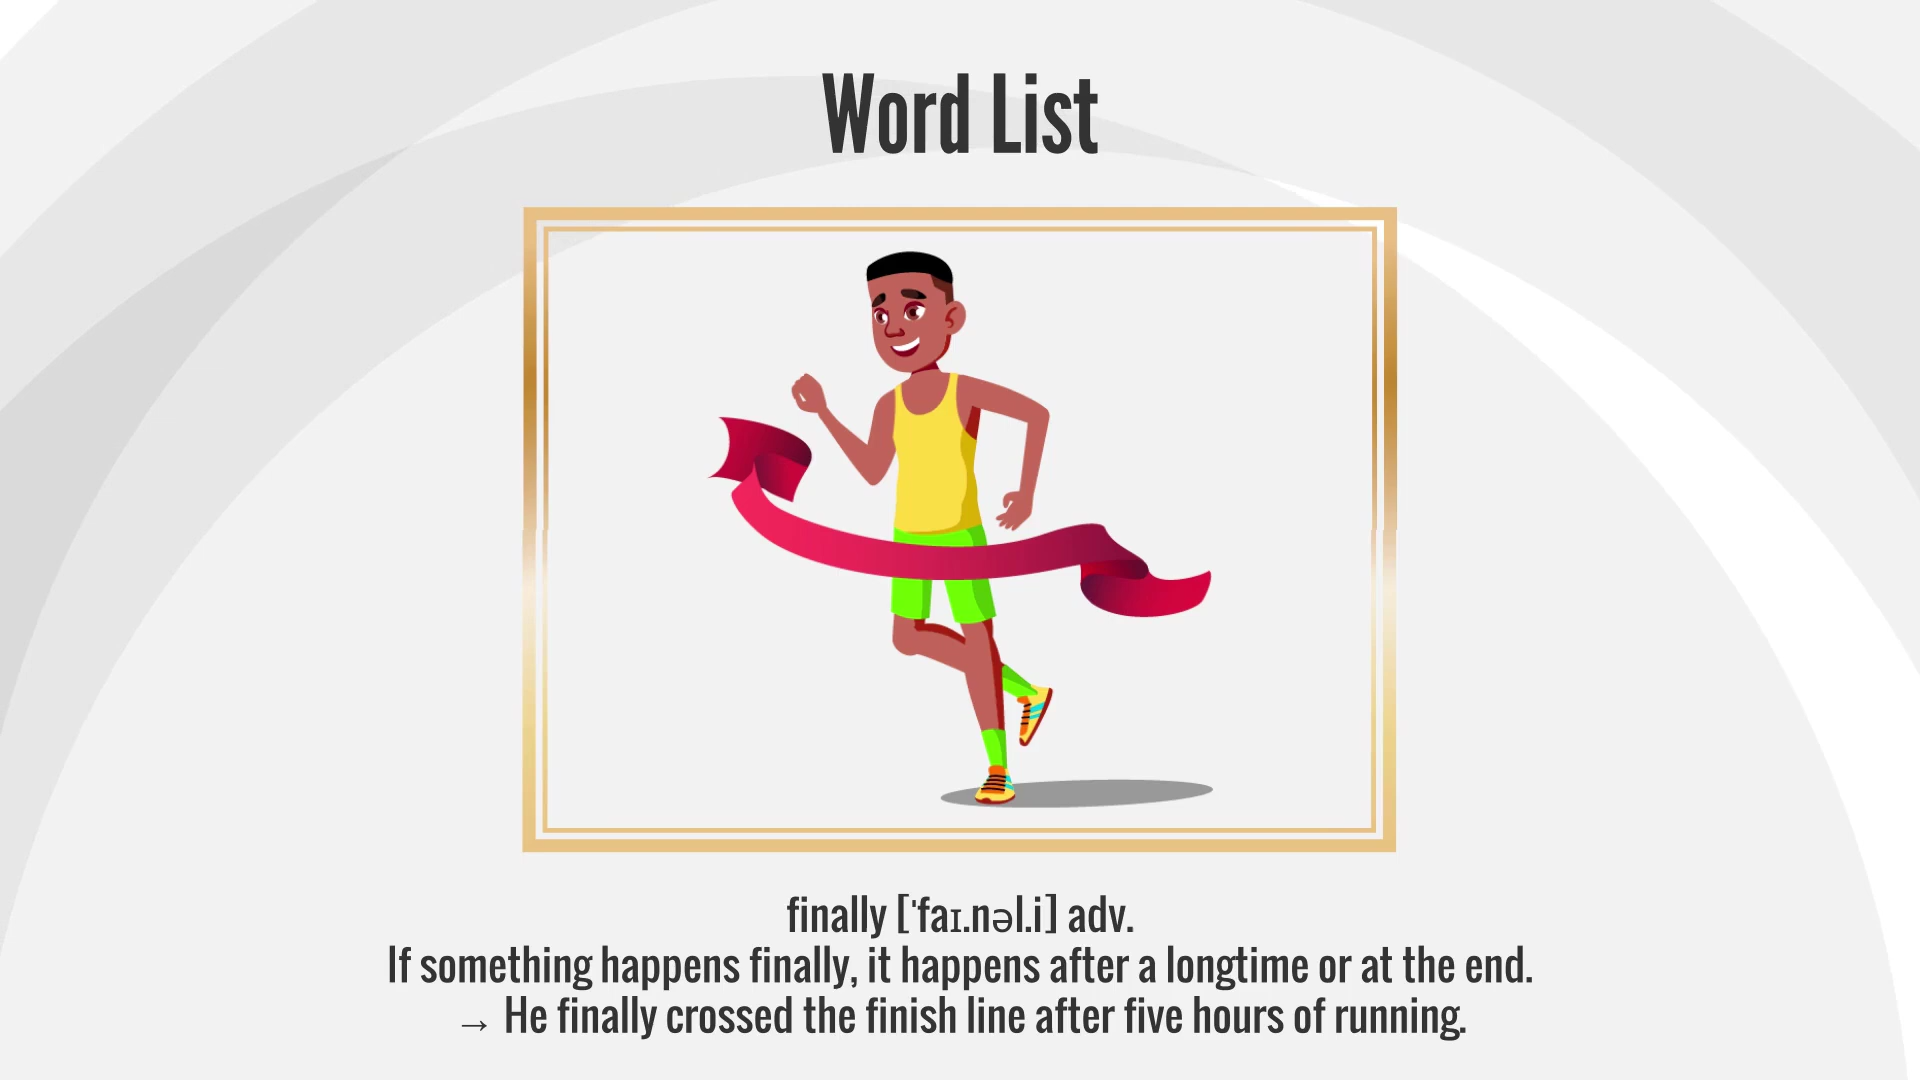 Word List
finally [ˈfaɪ.nəl.i] adv.
If something happens finally, it happens after a longtime or at the end.
→ He finally crossed the finish line after five hours of running.